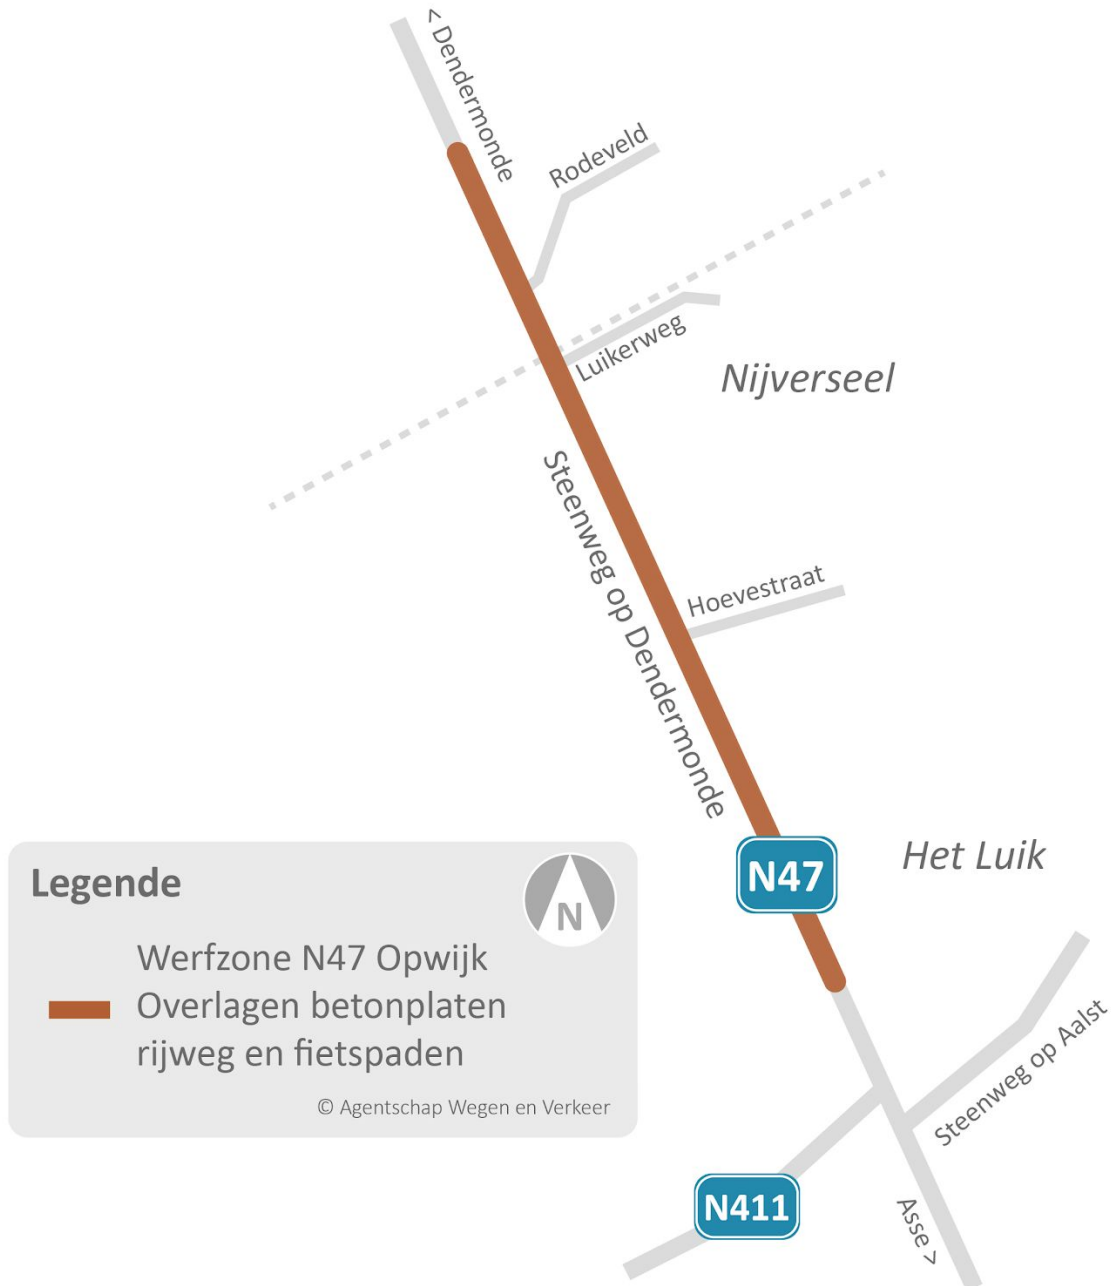 < Dendermonde
Rodeveld
Luikerweg
Nijverseel
Steenweg op Dendermonde
Hoevestraat
N47
Het Luik
Legende
N
Werfzone N47 Opwijk
Overlagen betonplaten
rijweg en fietspaden
© Agentschap Wegen en Verkeer
Steenweg op Aalst
N411
Asse >